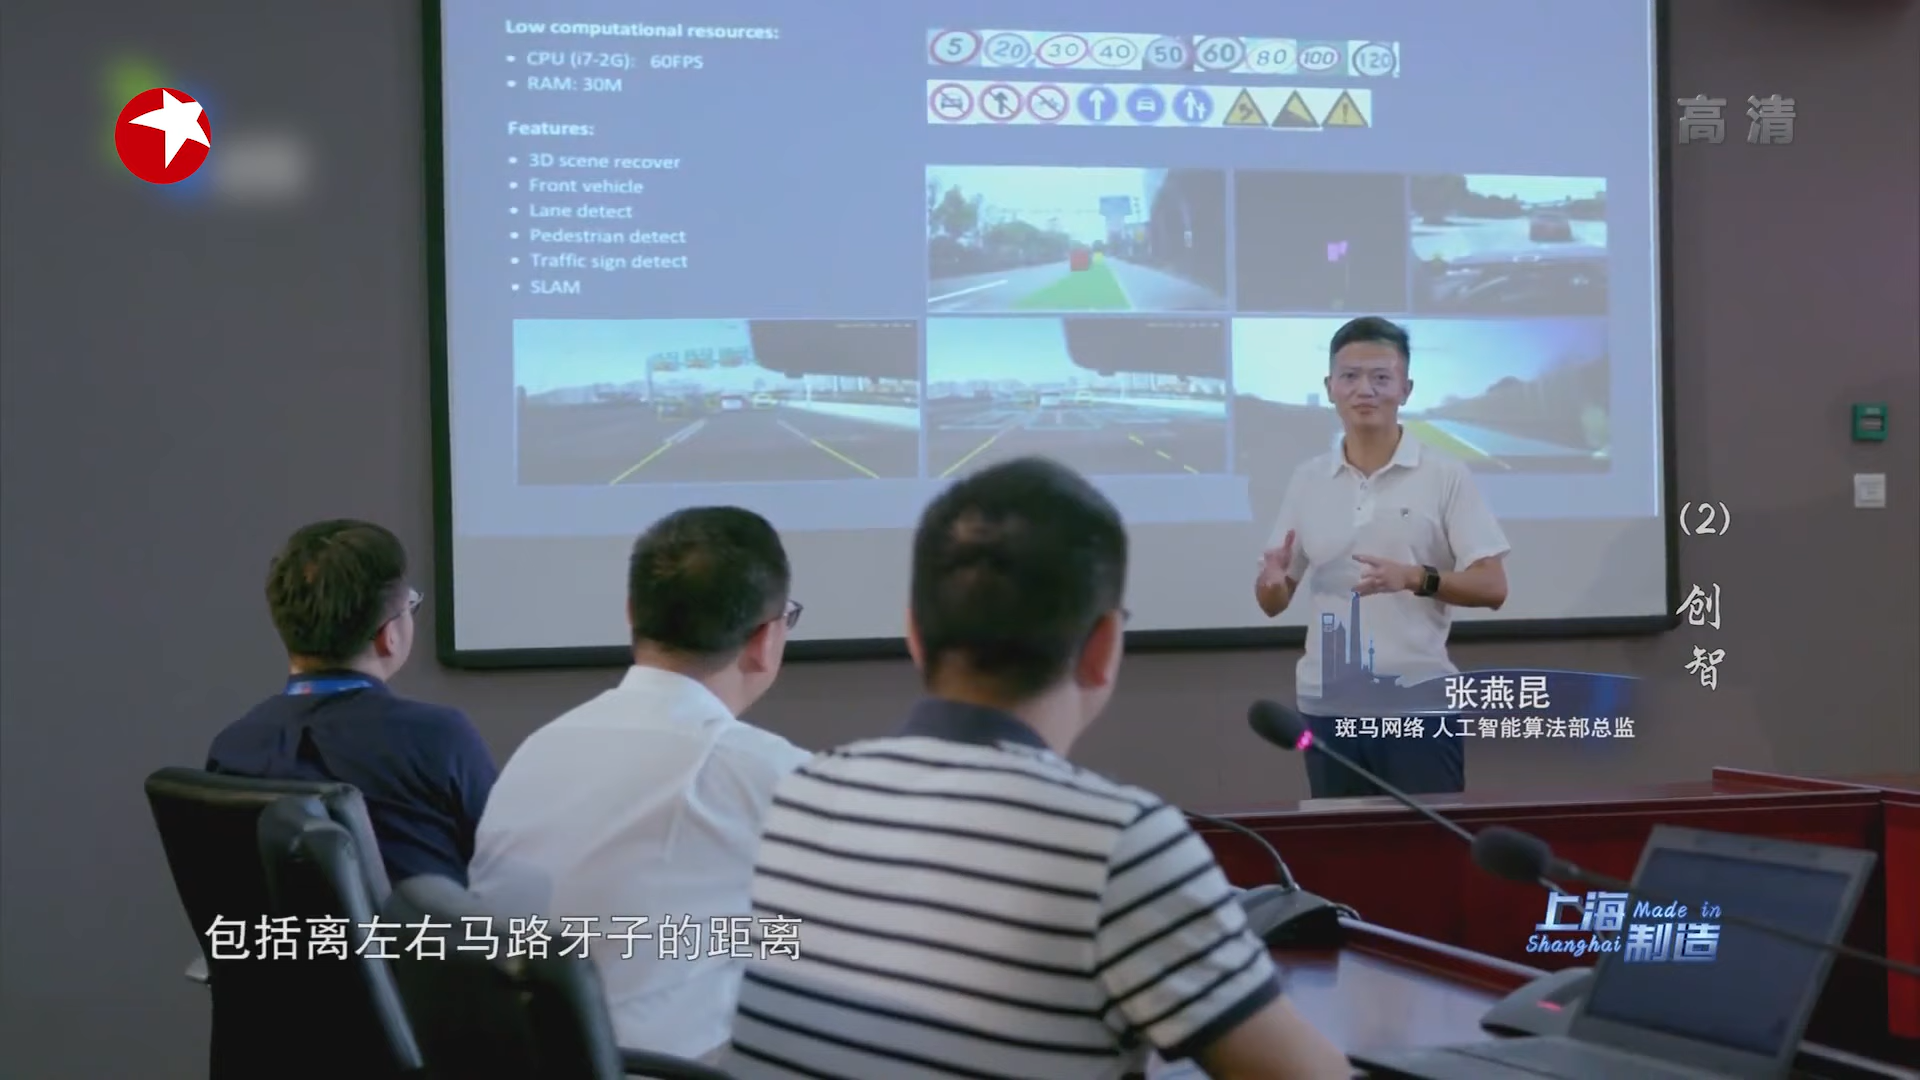 Low computational resources:
• CPU (i7-2G): 60FPS
• RAM: 30M
Features:
• 3D scene recover
• Front vehicle
• Lane detect
• Pedestrian detect
• Traffic sign detect
• SLAM
5 20 30 40 50 60 80 100 120
高清
(2)
创智
张燕昆
斑马网络 人工智能算法部总监
包括离左右马路牙子的距离
上海 Made in
Shanghai 制造